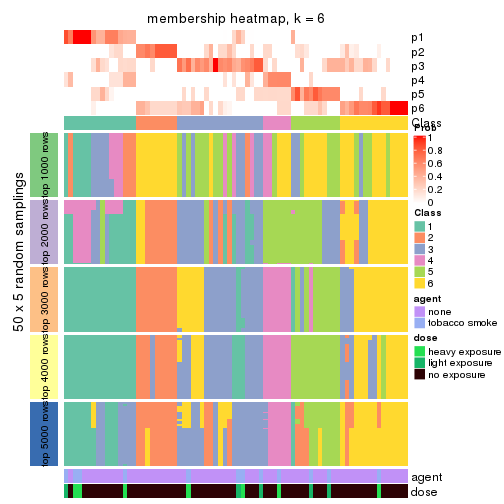 membership heatmap, k = 6
p1
p2
p3
p4
p5
p6
Class
50 x 5 random samplings
top 1000 rows
top 2000 rows
top 3000 rows
top 4000 rows
top 5000 rows
agent
dose
Prob
1
0.8
0.6
0.4
0.2
0
Class
1
2
3
4
5
6
agent
none
tobacco smoke
dose
heavy exposure
light exposure
no exposure